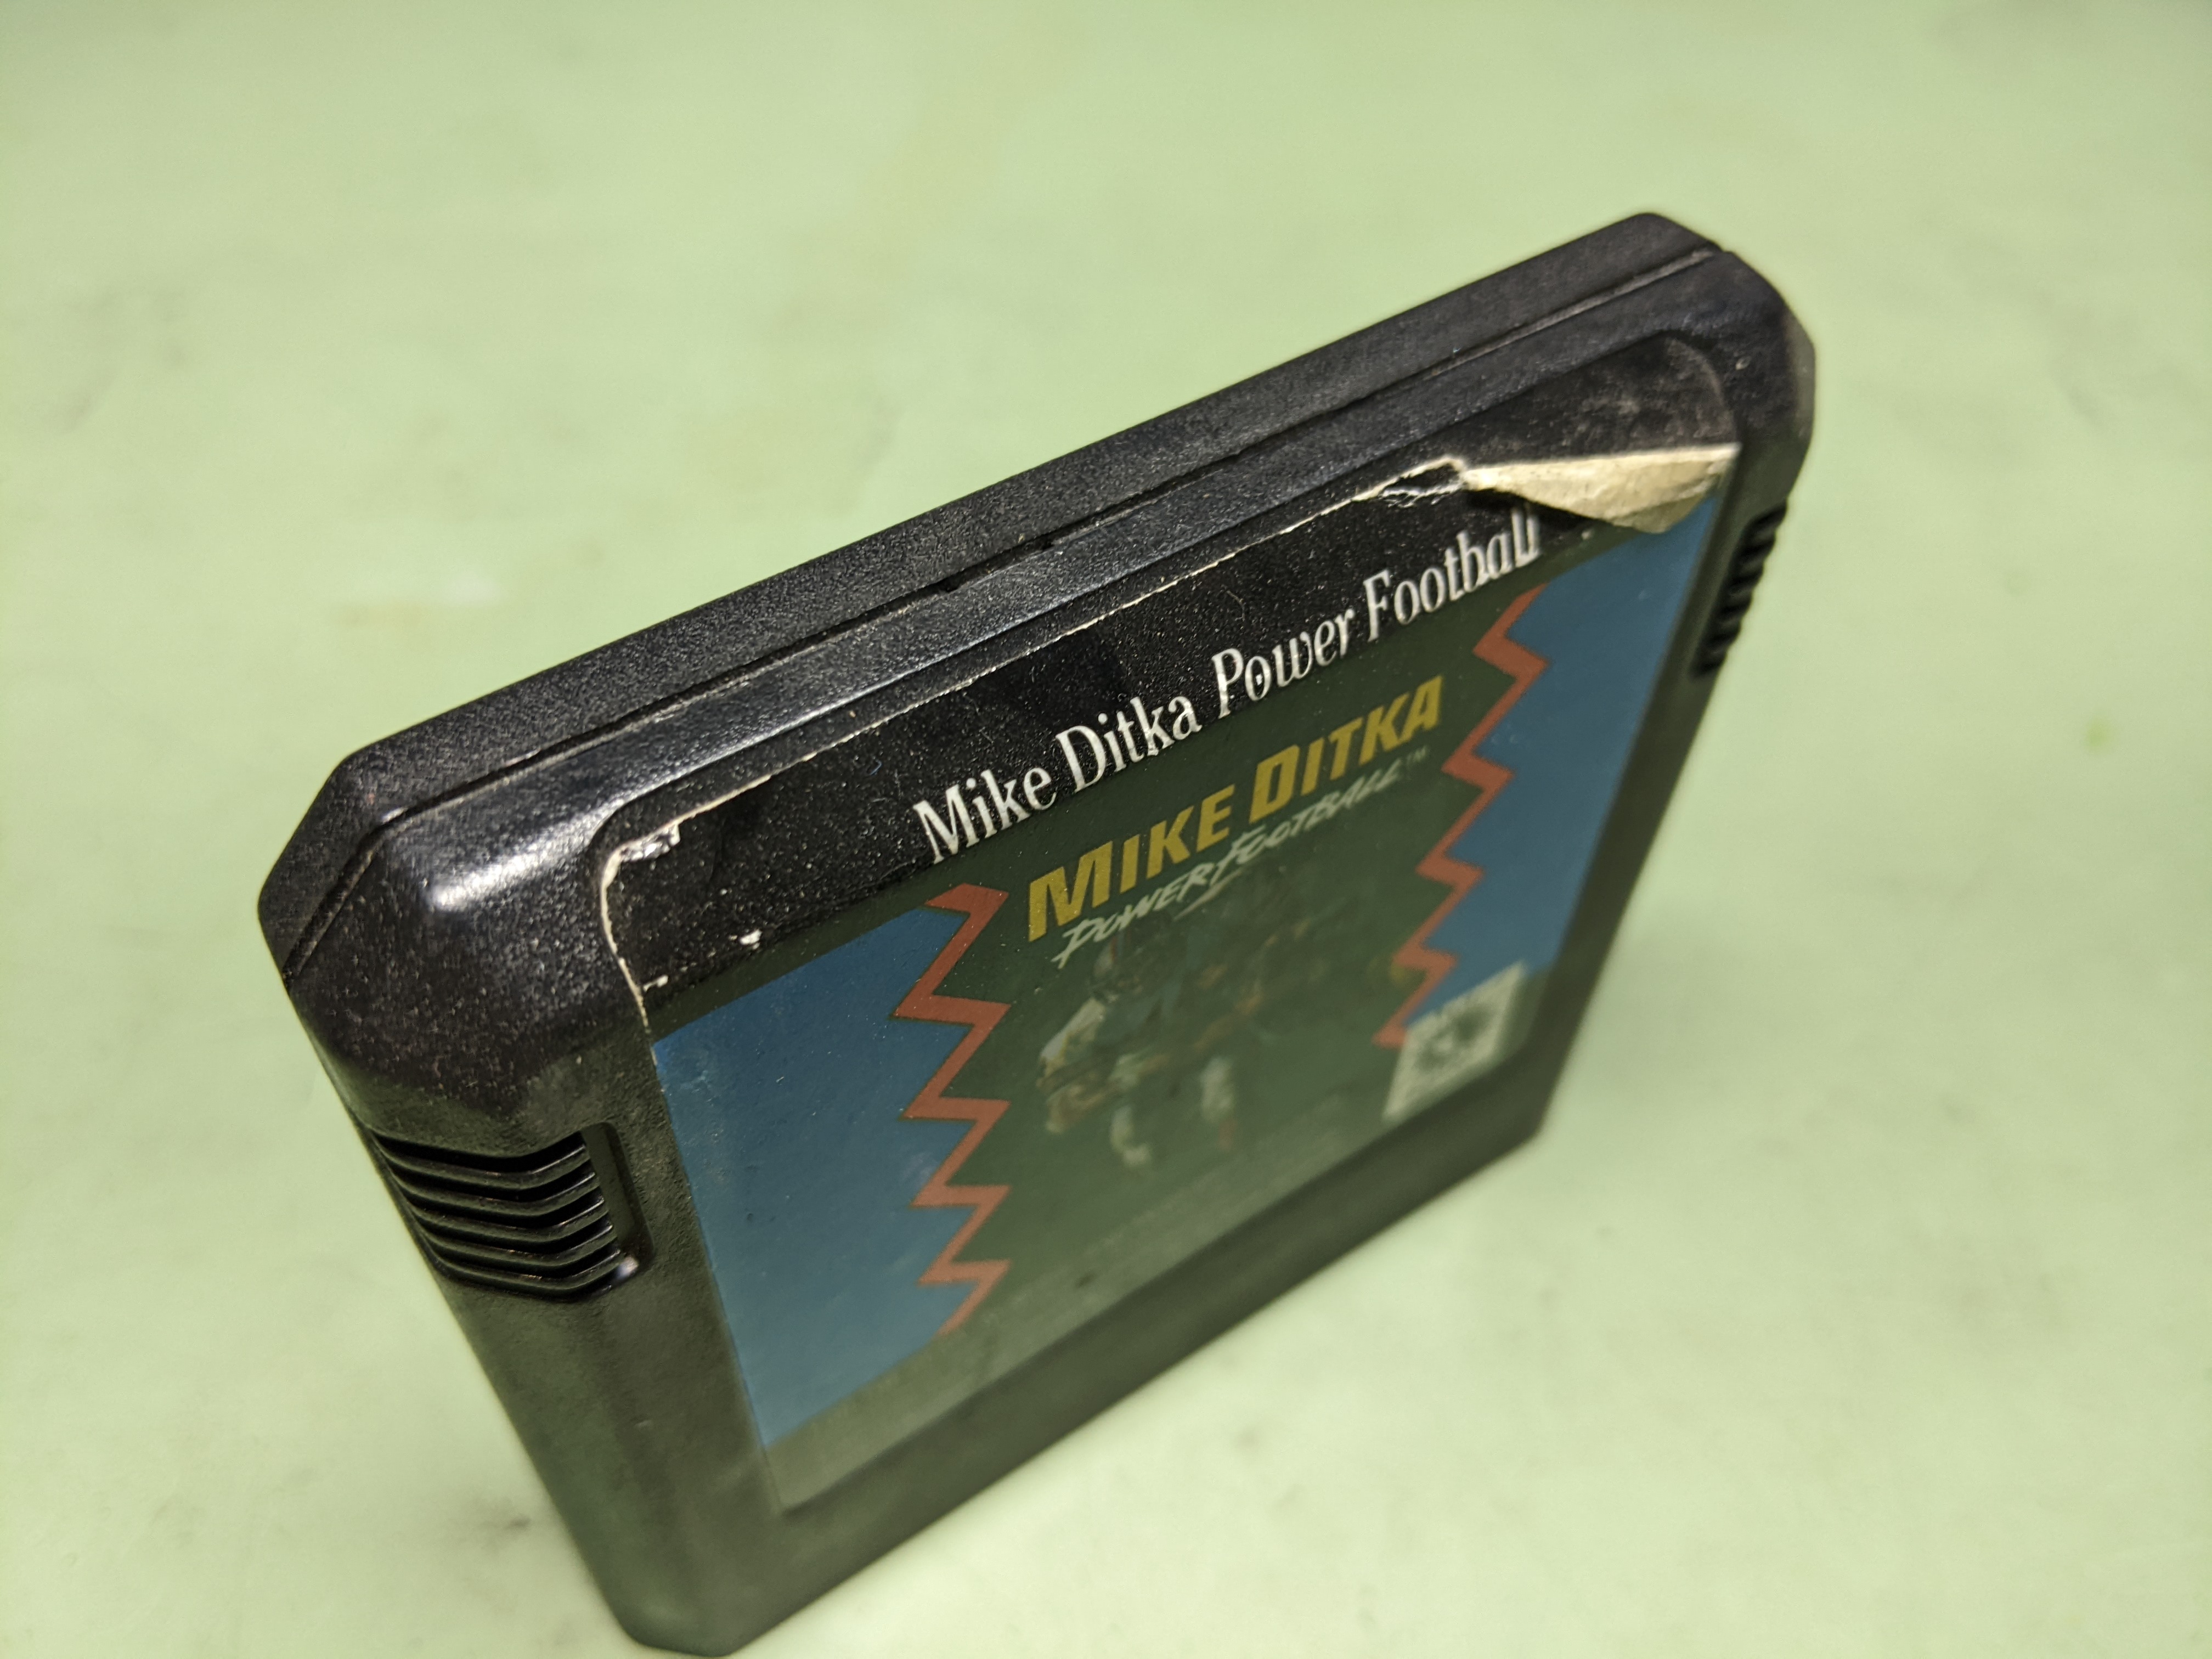 Mike Ditka Power Football
MIKE DITKA
POWER FOOTBALL™